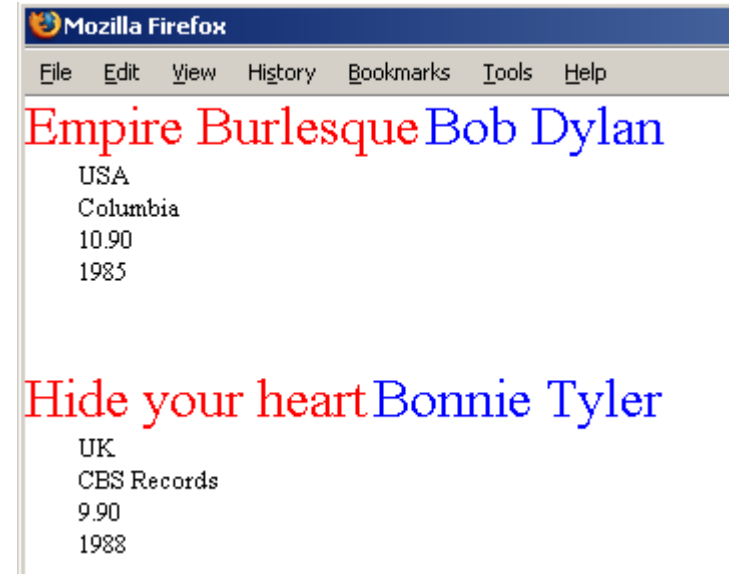 Mozilla Firefox
File Edit View History Bookmarks Tools Help
Empire Burlesque Bob Dylan
USA
Columbia
10.90
1985
Hide your heart Bonnie Tyler
UK
CBS Records
9.90
1988